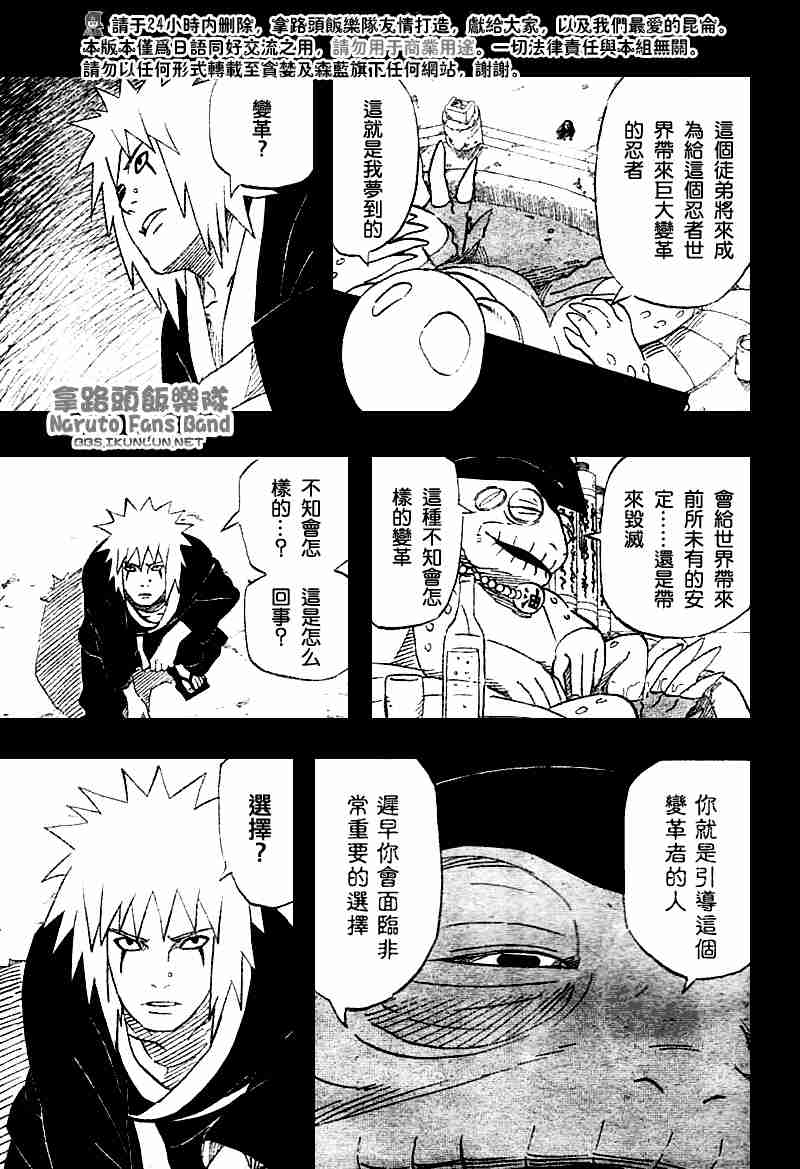 請于24小時内刪除，拿路頭飯樂隊友情打造，獻給大家，以及我們最愛的昆侖。
本版本僅爲日語同好交流之用，請勿用于商業用途。一切法律責任與本組無關。
請勿以任何形式轉載至貪婪及森藍旗下任何網站，謝謝。
這個徒弟將來成
為給這個忍者世
界帶來巨大變革
的忍者
這就是我夢到的
變革？
拿路頭飯樂隊
Naruto Fans Band
BBS.IKUNLUN.NET
會給世界帶來
前所未有的安
定……還是帶
來毀滅
這種不知會怎
樣的變革
油
不知會怎
樣的…？
這是怎么
回事？
你就是引導這個
變革者的人
遲早你會面臨非
常重要的選擇
選擇？